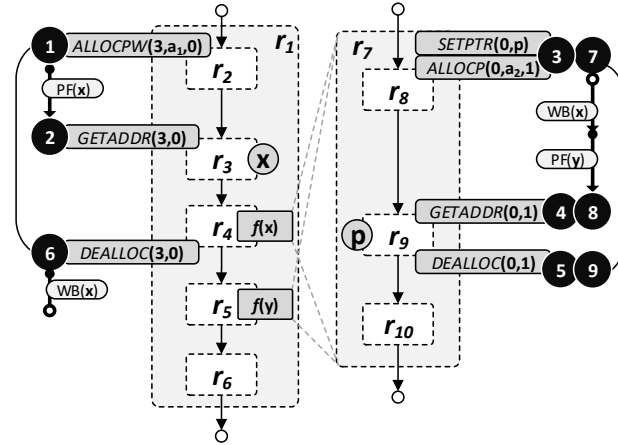 1 ALLOCPW(3,a₁,0) r₁
r₂
PF(x)
2 GETADDR(3,0)
r₃ x
r₄ f(x)
6 DEALLOC(3,0)
WB(x)
r₅ f(y)
r₆
r₇ SETPTR(0,p) 3 7
r₈ ALLOCP(0,a₂,1)
WB(x)
PF(y)
GETADDR(0,1) 4 8
p r₉
DEALLOC(0,1) 5 9
r₁₀